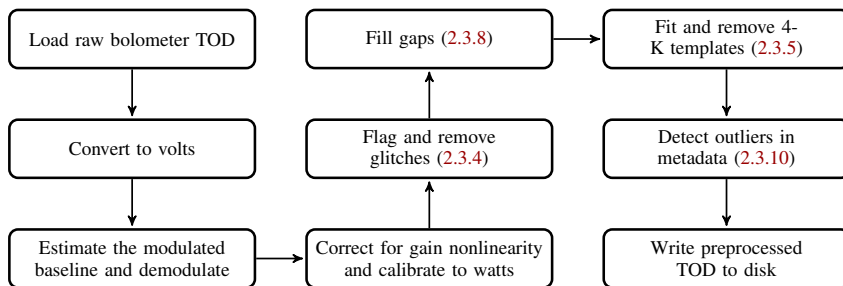 Load raw bolometer TOD
Convert to volts
Estimate the modulated
baseline and demodulate
Correct for gain nonlinearity
and calibrate to watts
Flag and remove
glitches (2.3.4)
Fill gaps (2.3.8)
Fit and remove 4-
K templates (2.3.5)
Detect outliers in
metadata (2.3.10)
Write preprocessed
TOD to disk